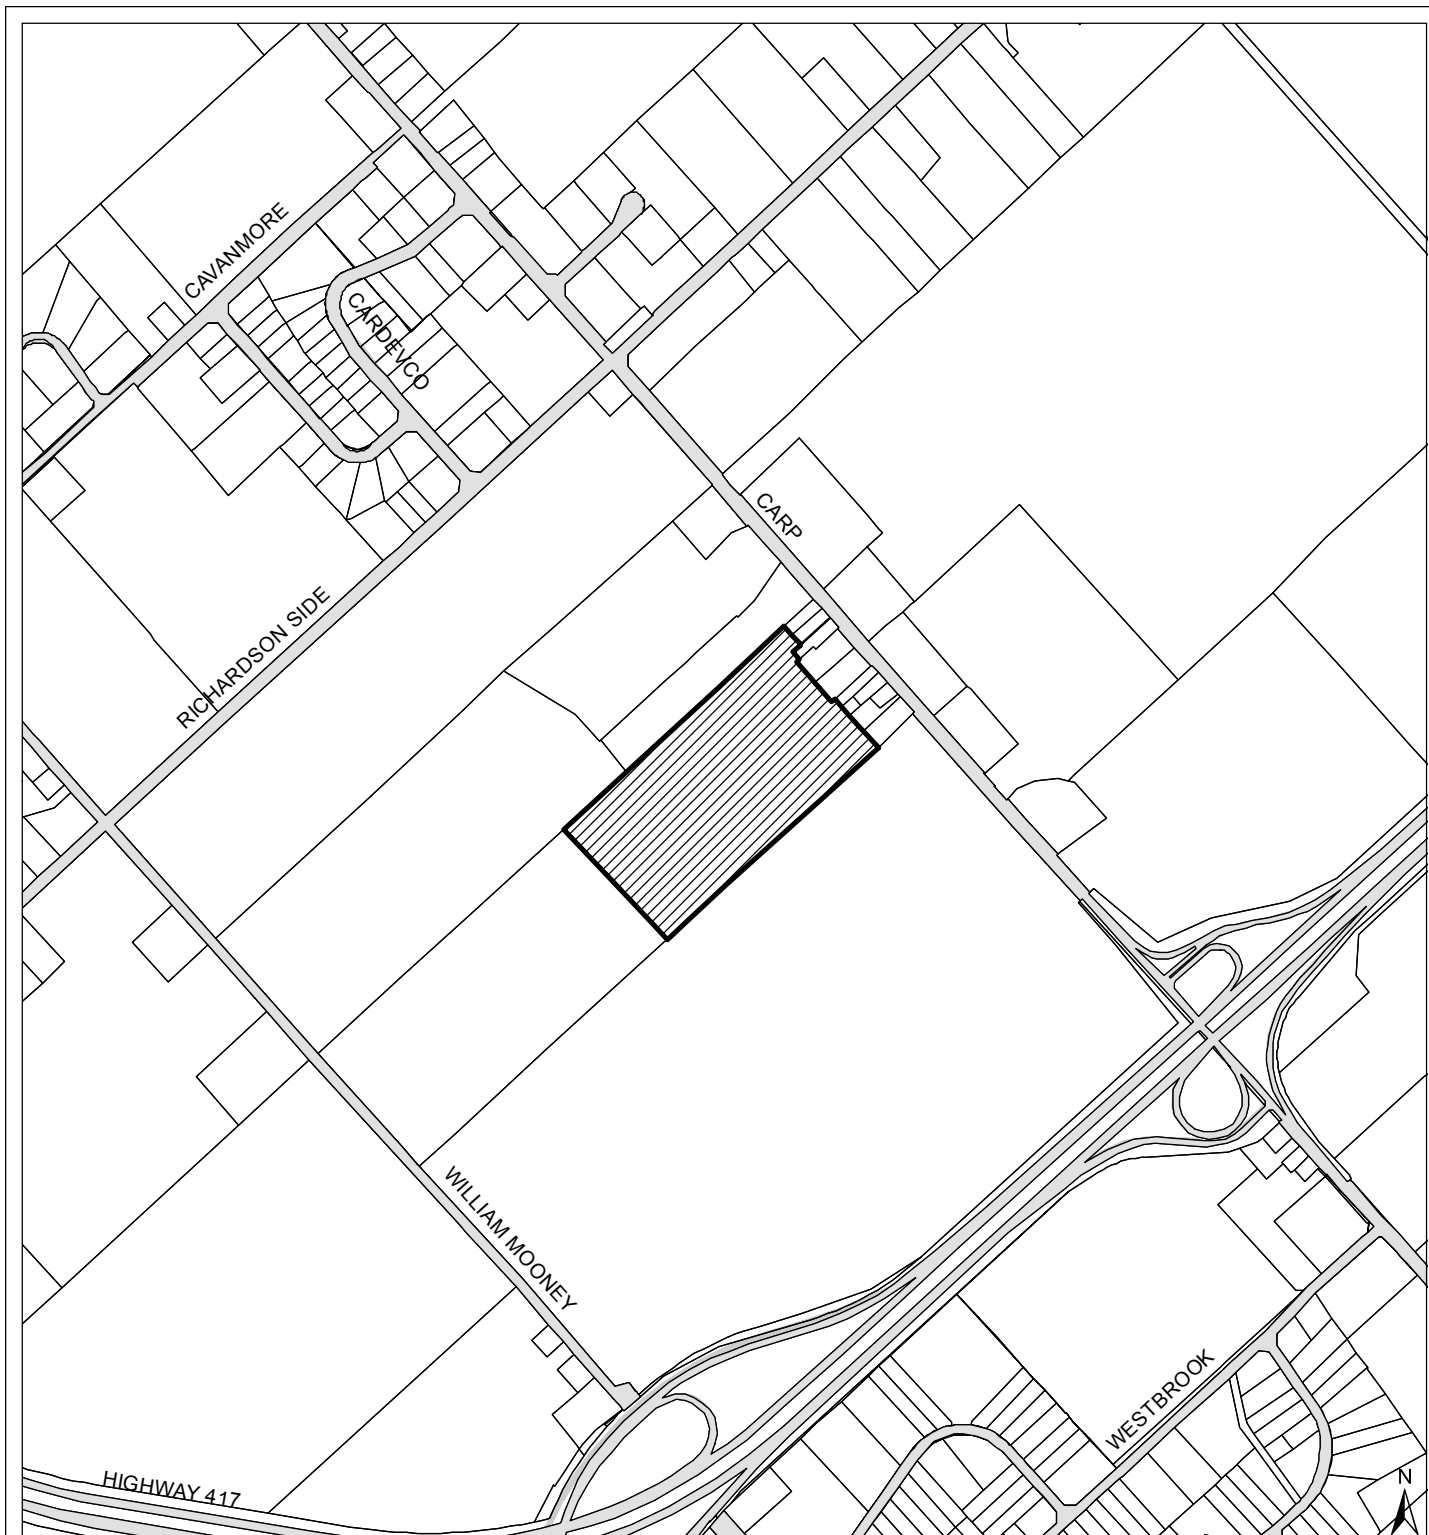 CAVANMORE
CARDEVCO
CARP
RICHARDSON SIDE
WILLIAM MOONEY
WESTBROOK
HIGHWAY 417
N